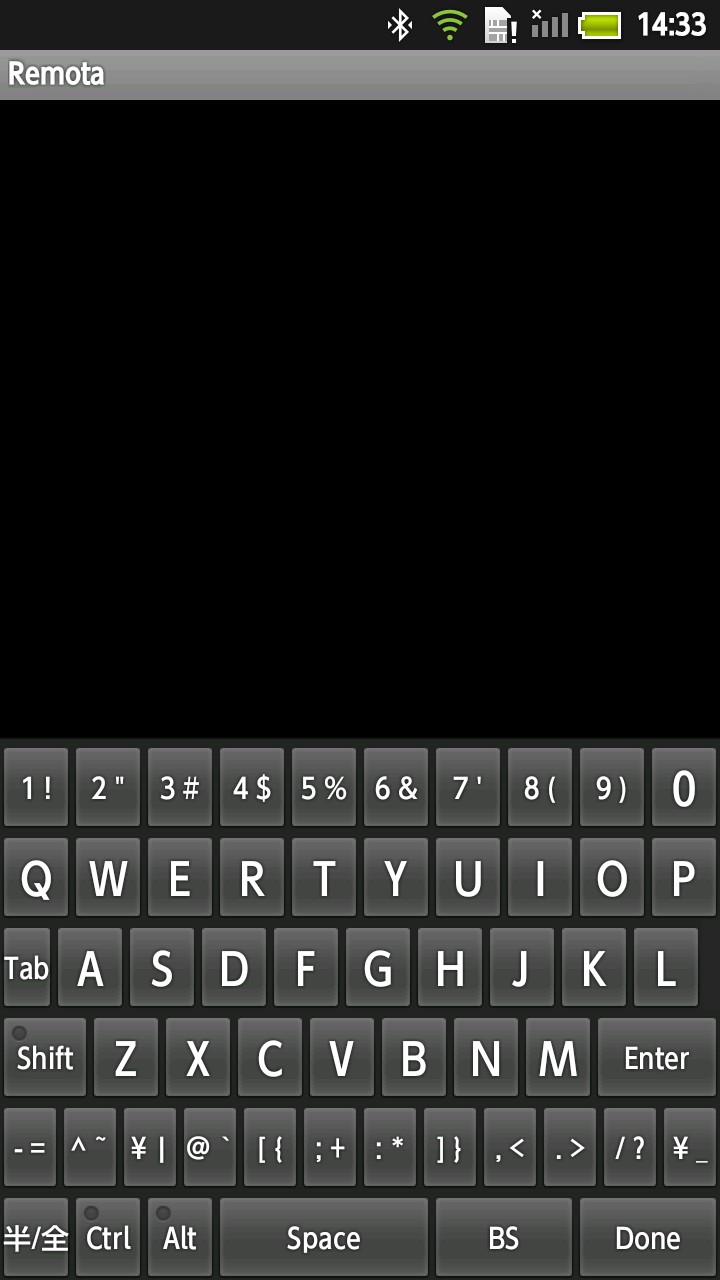 14:33
Remota
1 ! 2 " 3 # 4 $ 5 % 6 & 7 ' 8 ( 9 ) 0
Q W E R T Y U I O P
Tab A S D F G H J K L
Shift Z X C V B N M Enter
- = ^ ~ ¥ | @ ` [ { ; + : * ] } , < . > / ? ¥ _
半/全 Ctrl Alt Space BS Done